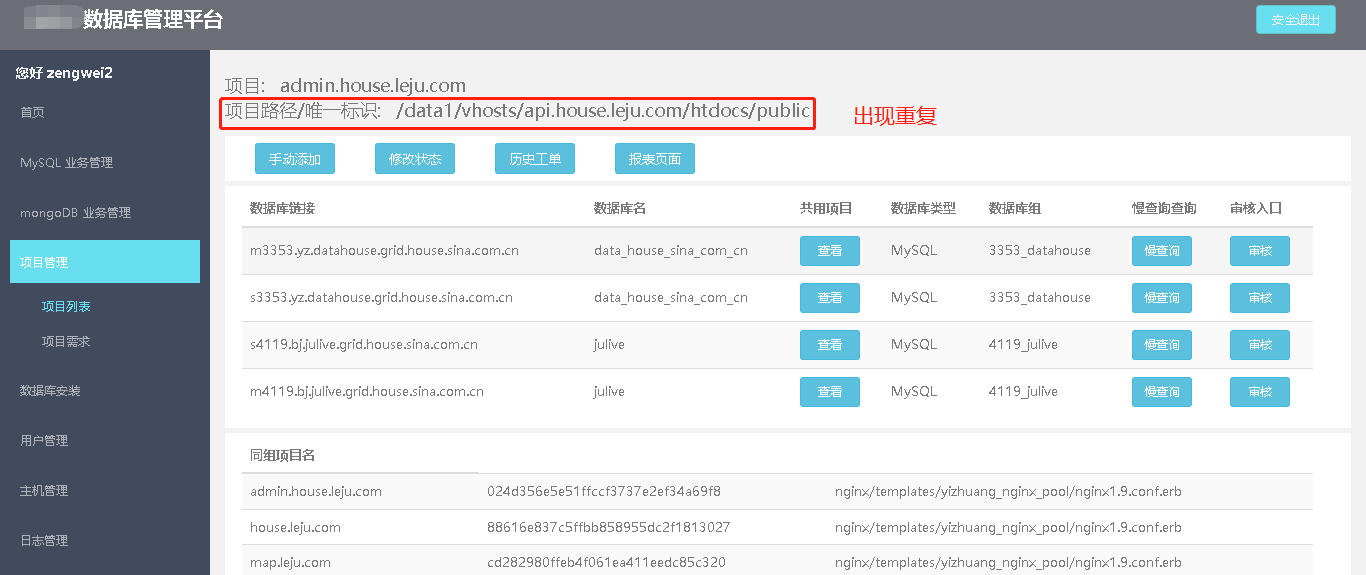 数据库管理平台
安全退出
您好 zengwei2
首页
MySQL 业务管理
mongoDB 业务管理
项目管理
项目列表
项目需求
数据库安装
用户管理
主机管理
日志管理
项目: admin.house.leju.com
项目路径/唯一标识: /data1/vhosts/api.house.leju.com/htdocs/public
出现重复
手动添加 修改状态 历史工单 报表页面
数据库链接 数据库名 共用项目 数据库类型 数据库组 慢查询查询 审核入口
m3353.yz.datahouse.grid.house.sina.com.cn data_house_sina_com_cn 查看 MySQL 3353_datahouse 慢查询 审核
s3353.yz.datahouse.grid.house.sina.com.cn data_house_sina_com_cn 查看 MySQL 3353_datahouse 慢查询 审核
s4119.bj.julive.grid.house.sina.com.cn julive 查看 MySQL 4119_julive 慢查询 审核
m4119.bj.julive.grid.house.sina.com.cn julive 查看 MySQL 4119_julive 慢查询 审核
同组项目名
admin.house.leju.com 024d356e5e51ffccf3737e2ef34a69f8 nginx/templates/yizhuang_nginx_pool/nginx1.9.conf.erb
house.leju.com 88616e837c5ffbb858955dc2f1813027 nginx/templates/yizhuang_nginx_pool/nginx1.9.conf.erb
map.leju.com cd282980ffeb4f061ea411eedc85c320 nginx/templates/yizhuang_nginx_pool/nginx1.9.conf.erb